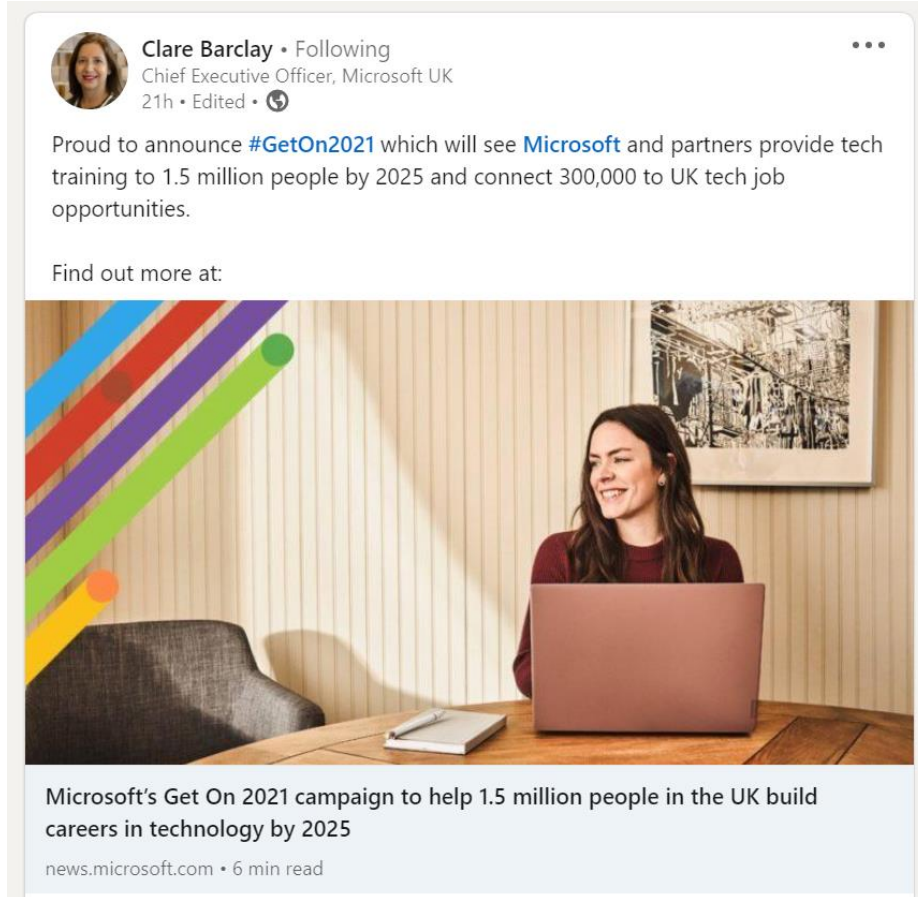 Clare Barclay • Following
Chief Executive Officer, Microsoft UK
21h • Edited •
Proud to announce #GetOn2021 which will see Microsoft and partners provide tech
training to 1.5 million people by 2025 and connect 300,000 to UK tech job
opportunities.
Find out more at:
Microsoft's Get On 2021 campaign to help 1.5 million people in the UK build
careers in technology by 2025
news.microsoft.com • 6 min read